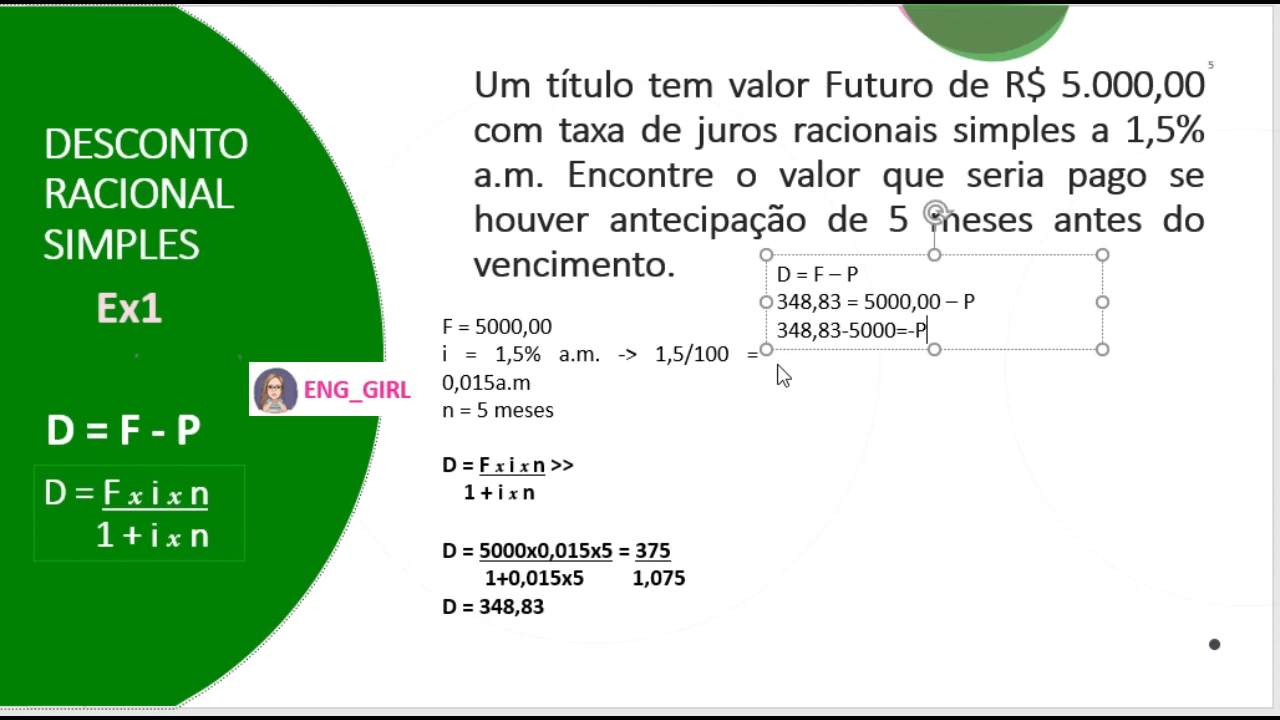 5
DESCONTO
RACIONAL
SIMPLES
Ex1
ENG_GIRL
D = F - P
D = F x i x n
1 + i x n
Um título tem valor Futuro de R$ 5.000,00
com taxa de juros racionais simples a 1,5%
a.m. Encontre o valor que seria pago se
houver antecipação de 5 meses antes do
vencimento.
F = 5000,00
i = 1,5% a.m. -> 1,5/100 =
0,015a.m
n = 5 meses
D = F x i x n >>
1 + i x n
D = 5000x0,015x5 = 375
1+0,015x5 1,075
D = 348,83
D = F – P
348,83 = 5000,00 – P
348,83-5000=-P